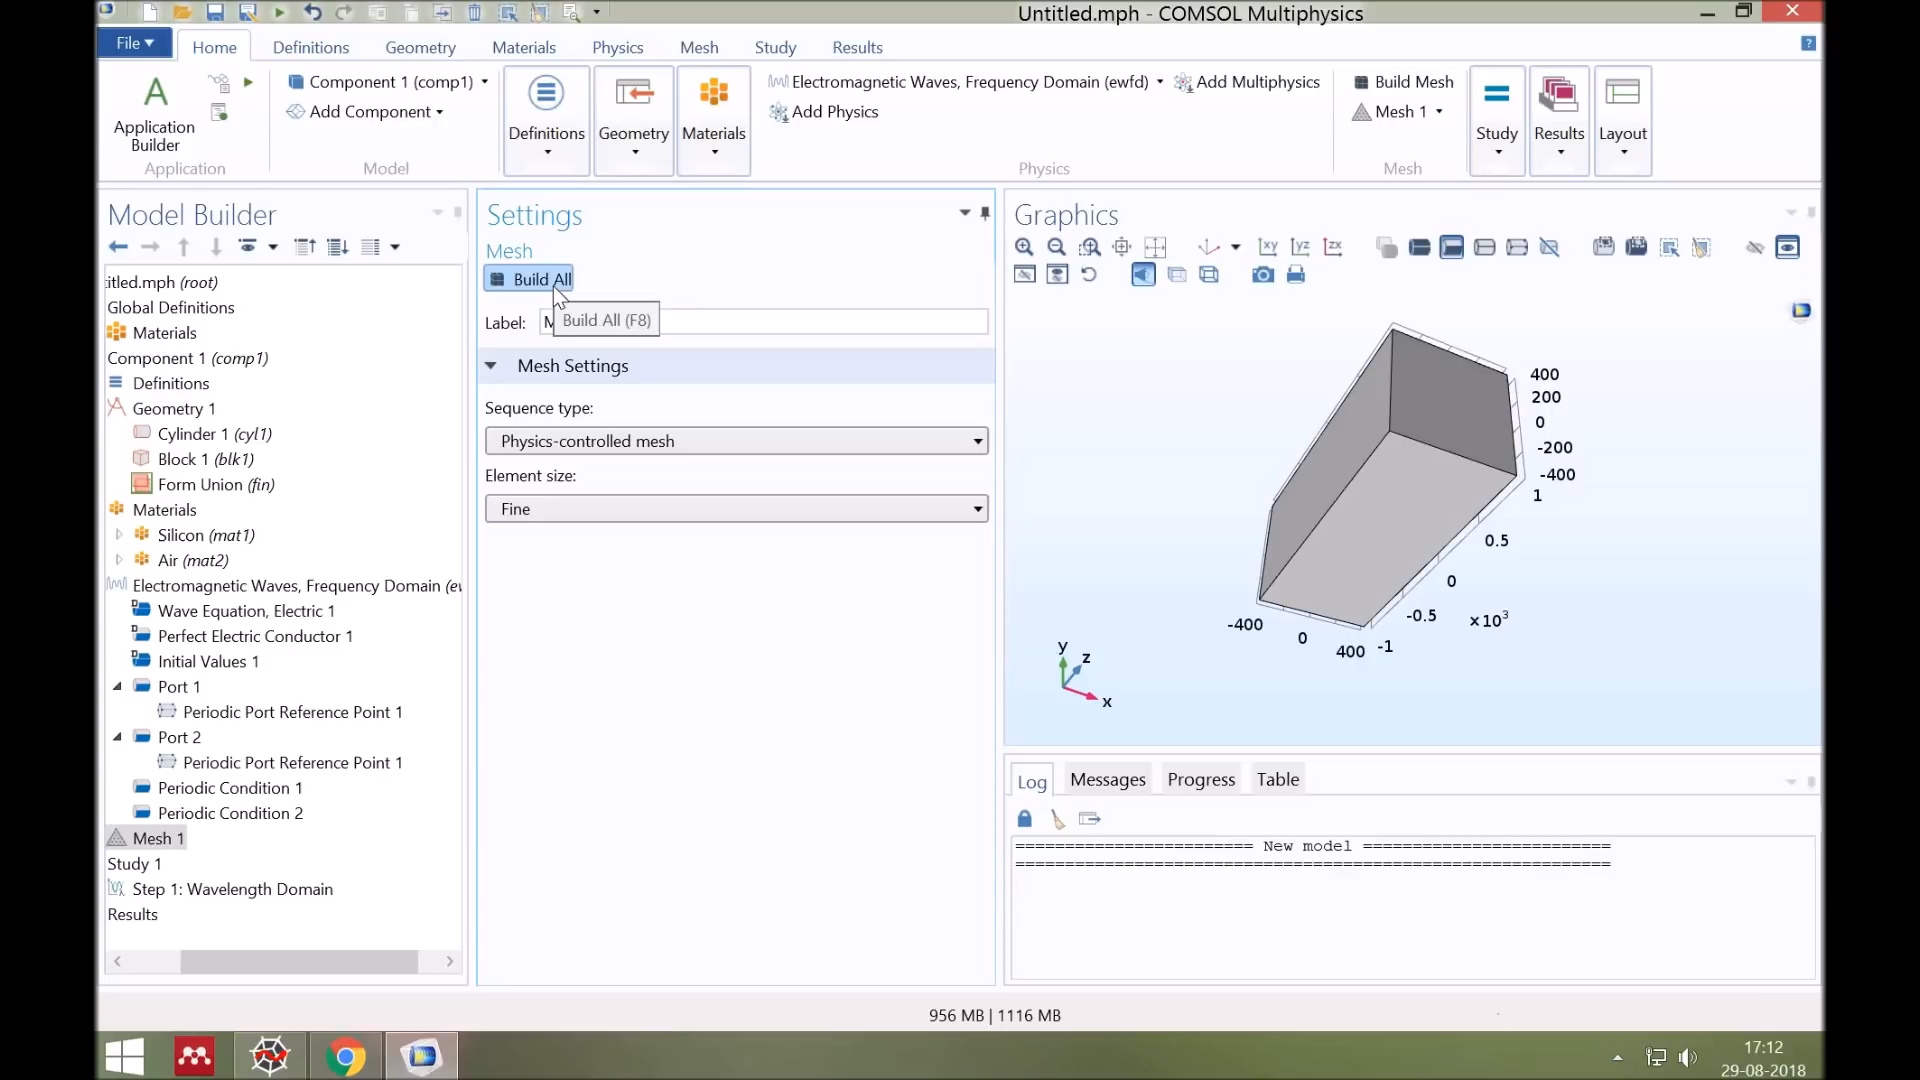 Untitled.mph - COMSOL Multiphysics
File
Home
Definitions
Geometry
Materials
Physics
Mesh
Study
Results
Application
Builder
Application
Component 1 (comp1)
Add Component
Model
Definitions
Geometry
Materials
Electromagnetic Waves, Frequency Domain (ewfd)
Add Multiphysics
Add Physics
Physics
Build Mesh
Mesh 1
Mesh
Study
Results
Layout
Model Builder
itled.mph (root)
Global Definitions
Materials
Component 1 (comp1)
Definitions
Geometry 1
Cylinder 1 (cyl1)
Block 1 (blk1)
Form Union (fin)
Materials
Silicon (mat1)
Air (mat2)
Electromagnetic Waves, Frequency Domain (ew
Wave Equation, Electric 1
Perfect Electric Conductor 1
Initial Values 1
Port 1
Periodic Port Reference Point 1
Port 2
Periodic Port Reference Point 1
Periodic Condition 1
Periodic Condition 2
Mesh 1
Study 1
Step 1: Wavelength Domain
Results
Settings
Mesh
Build All
Label: M
Build All (F8)
Mesh Settings
Sequence type:
Physics-controlled mesh
Element size:
Fine
Graphics
xy yz zx
400
200
0
-200
-400
1
0.5
0
-0.5
×10³
-1
-400
0
400
y
z
x
Log
Messages
Progress
Table
======================== New model =========================
============================================================
956 MB | 1116 MB
17:12
29-08-2018